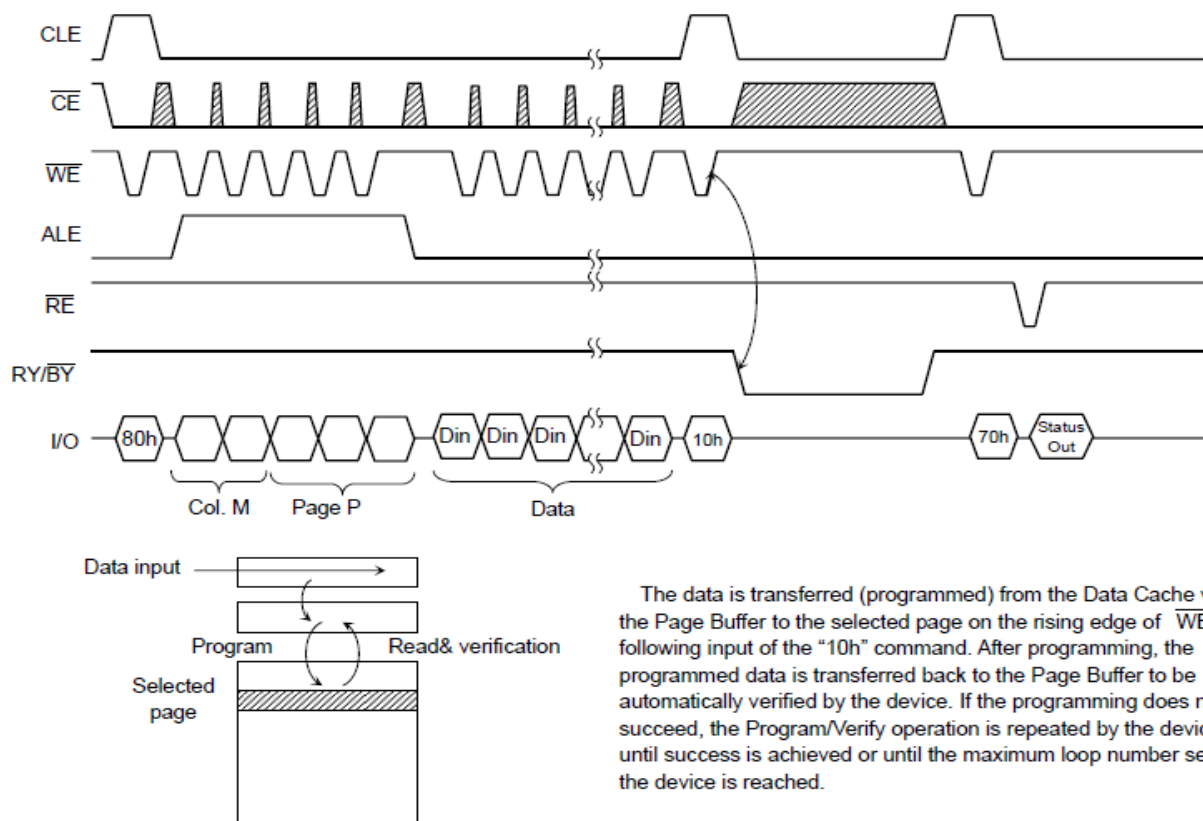 CLE
CE
WE
ALE
RE
RY/BY
I/O
80h
Din
Din
Din
Din
10h
70h
Status
Out
Col. M
Page P
Data
Data input
Program
Read& verification
Selected
page
The data is transferred (programmed) from the Data Cache
the Page Buffer to the selected page on the rising edge of WE
following input of the “10h” command. After programming, the
programmed data is transferred back to the Page Buffer to be
automatically verified by the device. If the programming does
succeed, the Program/Verify operation is repeated by the
until success is achieved or until the maximum loop number
the device is reached.